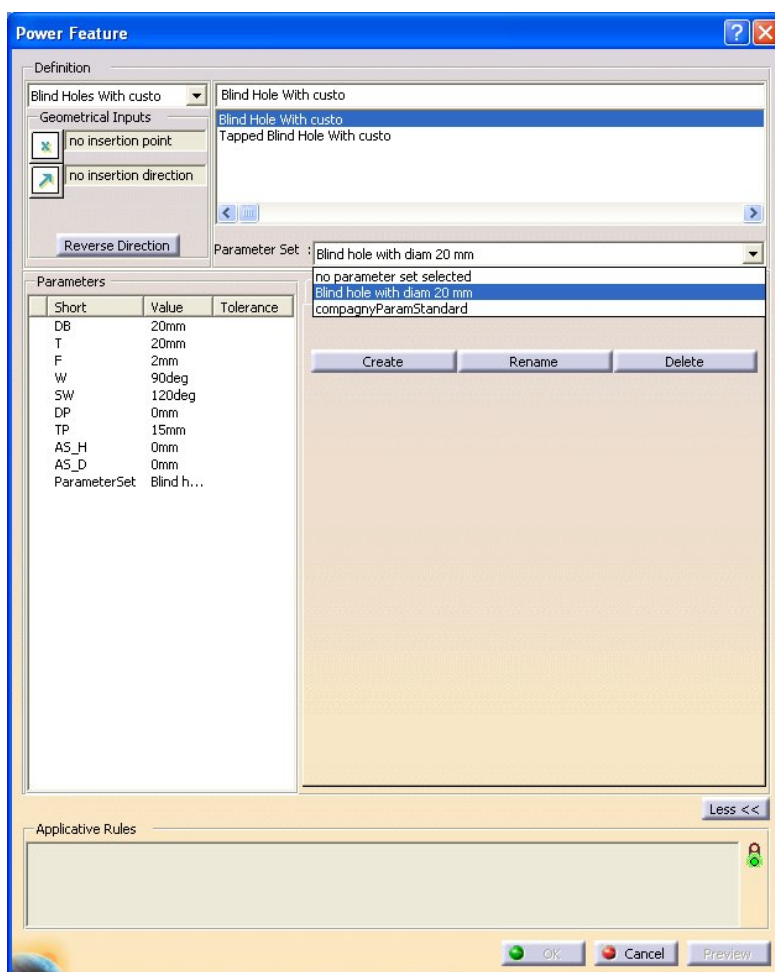 Power Feature
Definition
Blind Holes With custo
Blind Hole With custo
Geometrical Inputs
no insertion point
no insertion direction
Reverse Direction
Blind Hole With custo
Tapped Blind Hole With custo
Parameter Set :
Blind hole with diam 20 mm
no parameter set selected
Blind hole with diam 20 mm
compagnyParamStandard
Parameters
Short Value Tolerance
DB 20mm
T 20mm
F 2mm
W 90deg
SW 120deg
DP 0mm
TP 15mm
AS_H 0mm
AS_D 0mm
ParameterSet Blind h...
Create Rename Delete
Less <<
Applicative Rules
OK Cancel Preview